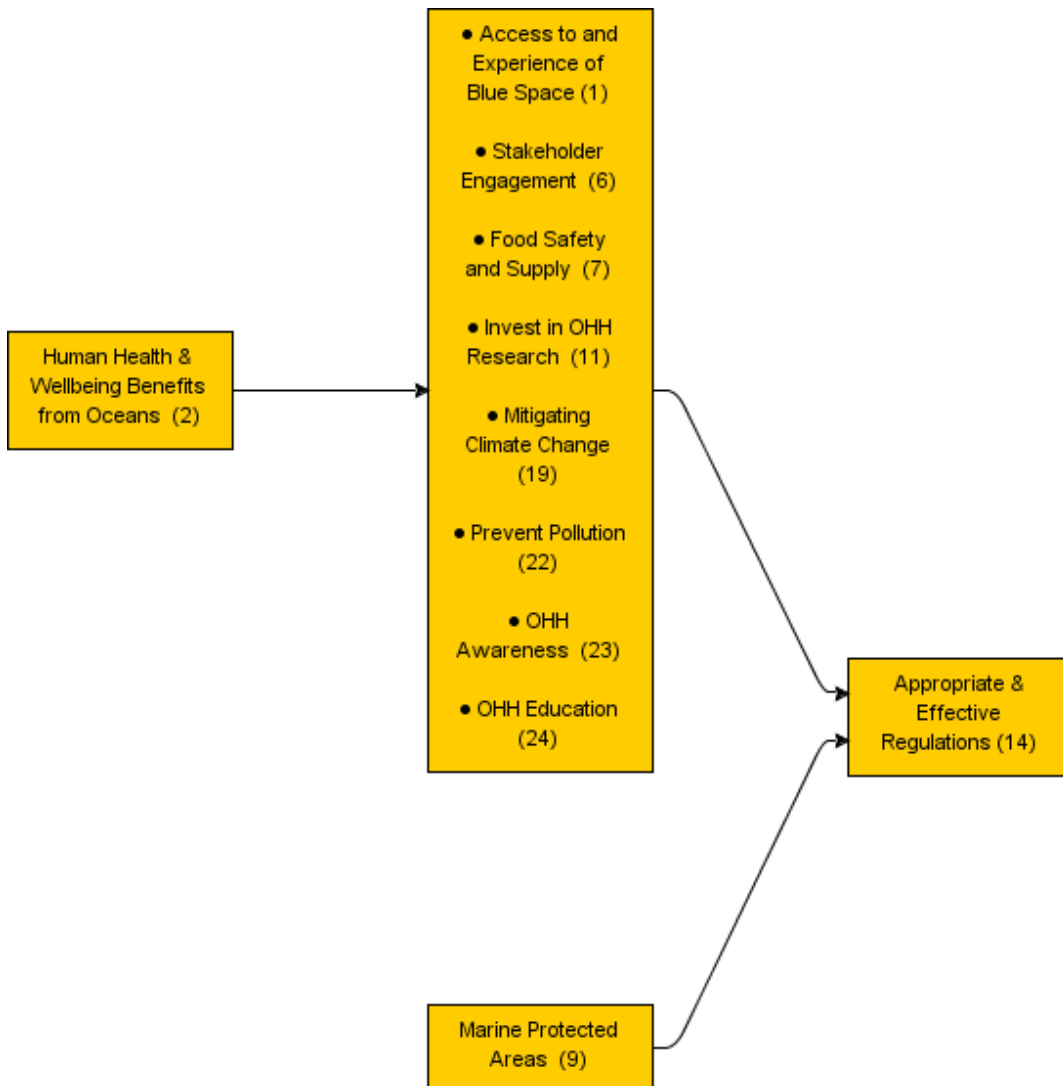 ● Access to and
Experience of
Blue Space (1)
● Stakeholder
Engagement (6)
● Food Safety
and Supply (7)
● Invest in OHH
Research (11)
● Mitigating
Climate Change
(19)
● Prevent Pollution
(22)
● OHH
Awareness (23)
● OHH Education
(24)
Human Health &
Wellbeing Benefits
from Oceans (2)
Appropriate &
Effective
Regulations (14)
Marine Protected
Areas (9)